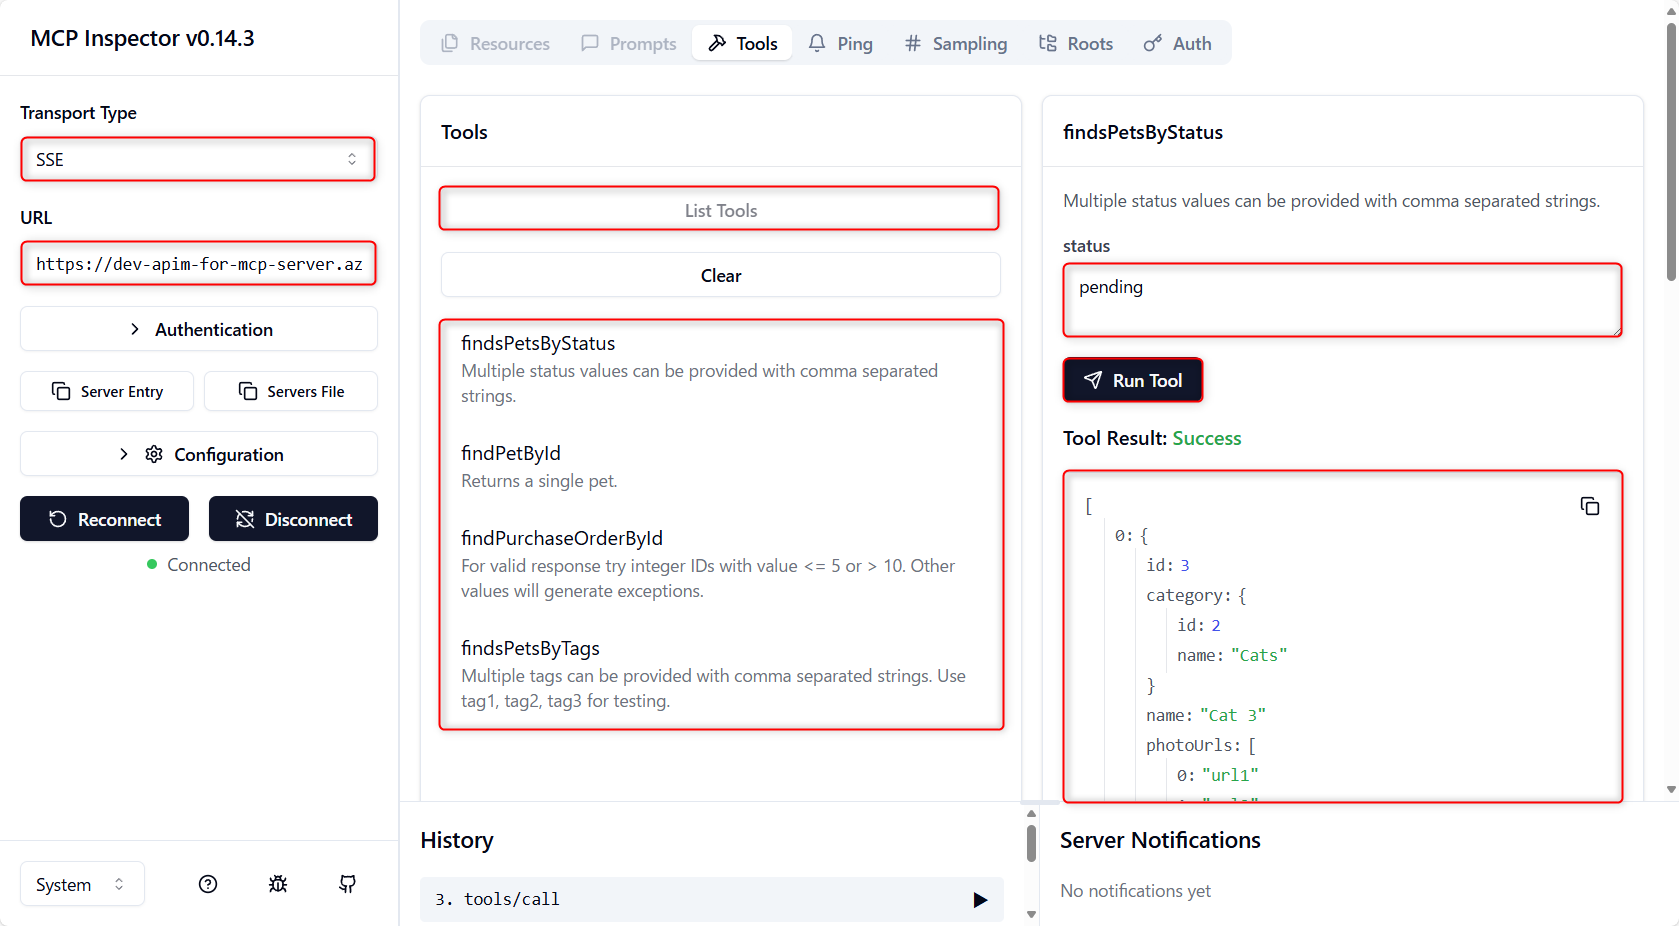 MCP Inspector v0.14.3
Transport Type
SSE
URL
https://dev-apim-for-mcp-server.az
Authentication
Server Entry
Servers File
Configuration
Reconnect
Disconnect
Connected
System
Resources
Prompts
Tools
Ping
Sampling
Roots
Auth
Tools
List Tools
Clear
findsPetsByStatus
Multiple status values can be provided with comma separated
strings.
findPetById
Returns a single pet.
findPurchaseOrderById
For valid response try integer IDs with value <= 5 or > 10. Other
values will generate exceptions.
findsPetsByTags
Multiple tags can be provided with comma separated strings. Use
tag1, tag2, tag3 for testing.
findsPetsByStatus
Multiple status values can be provided with comma separated strings.
status
pending
Run Tool
Tool Result: Success
[
0: {
id: 3
category: {
id: 2
name: "Cats"
}
name: "Cat 3"
photoUrls: [
0: "url1"
History
3. tools/call
Server Notifications
No notifications yet